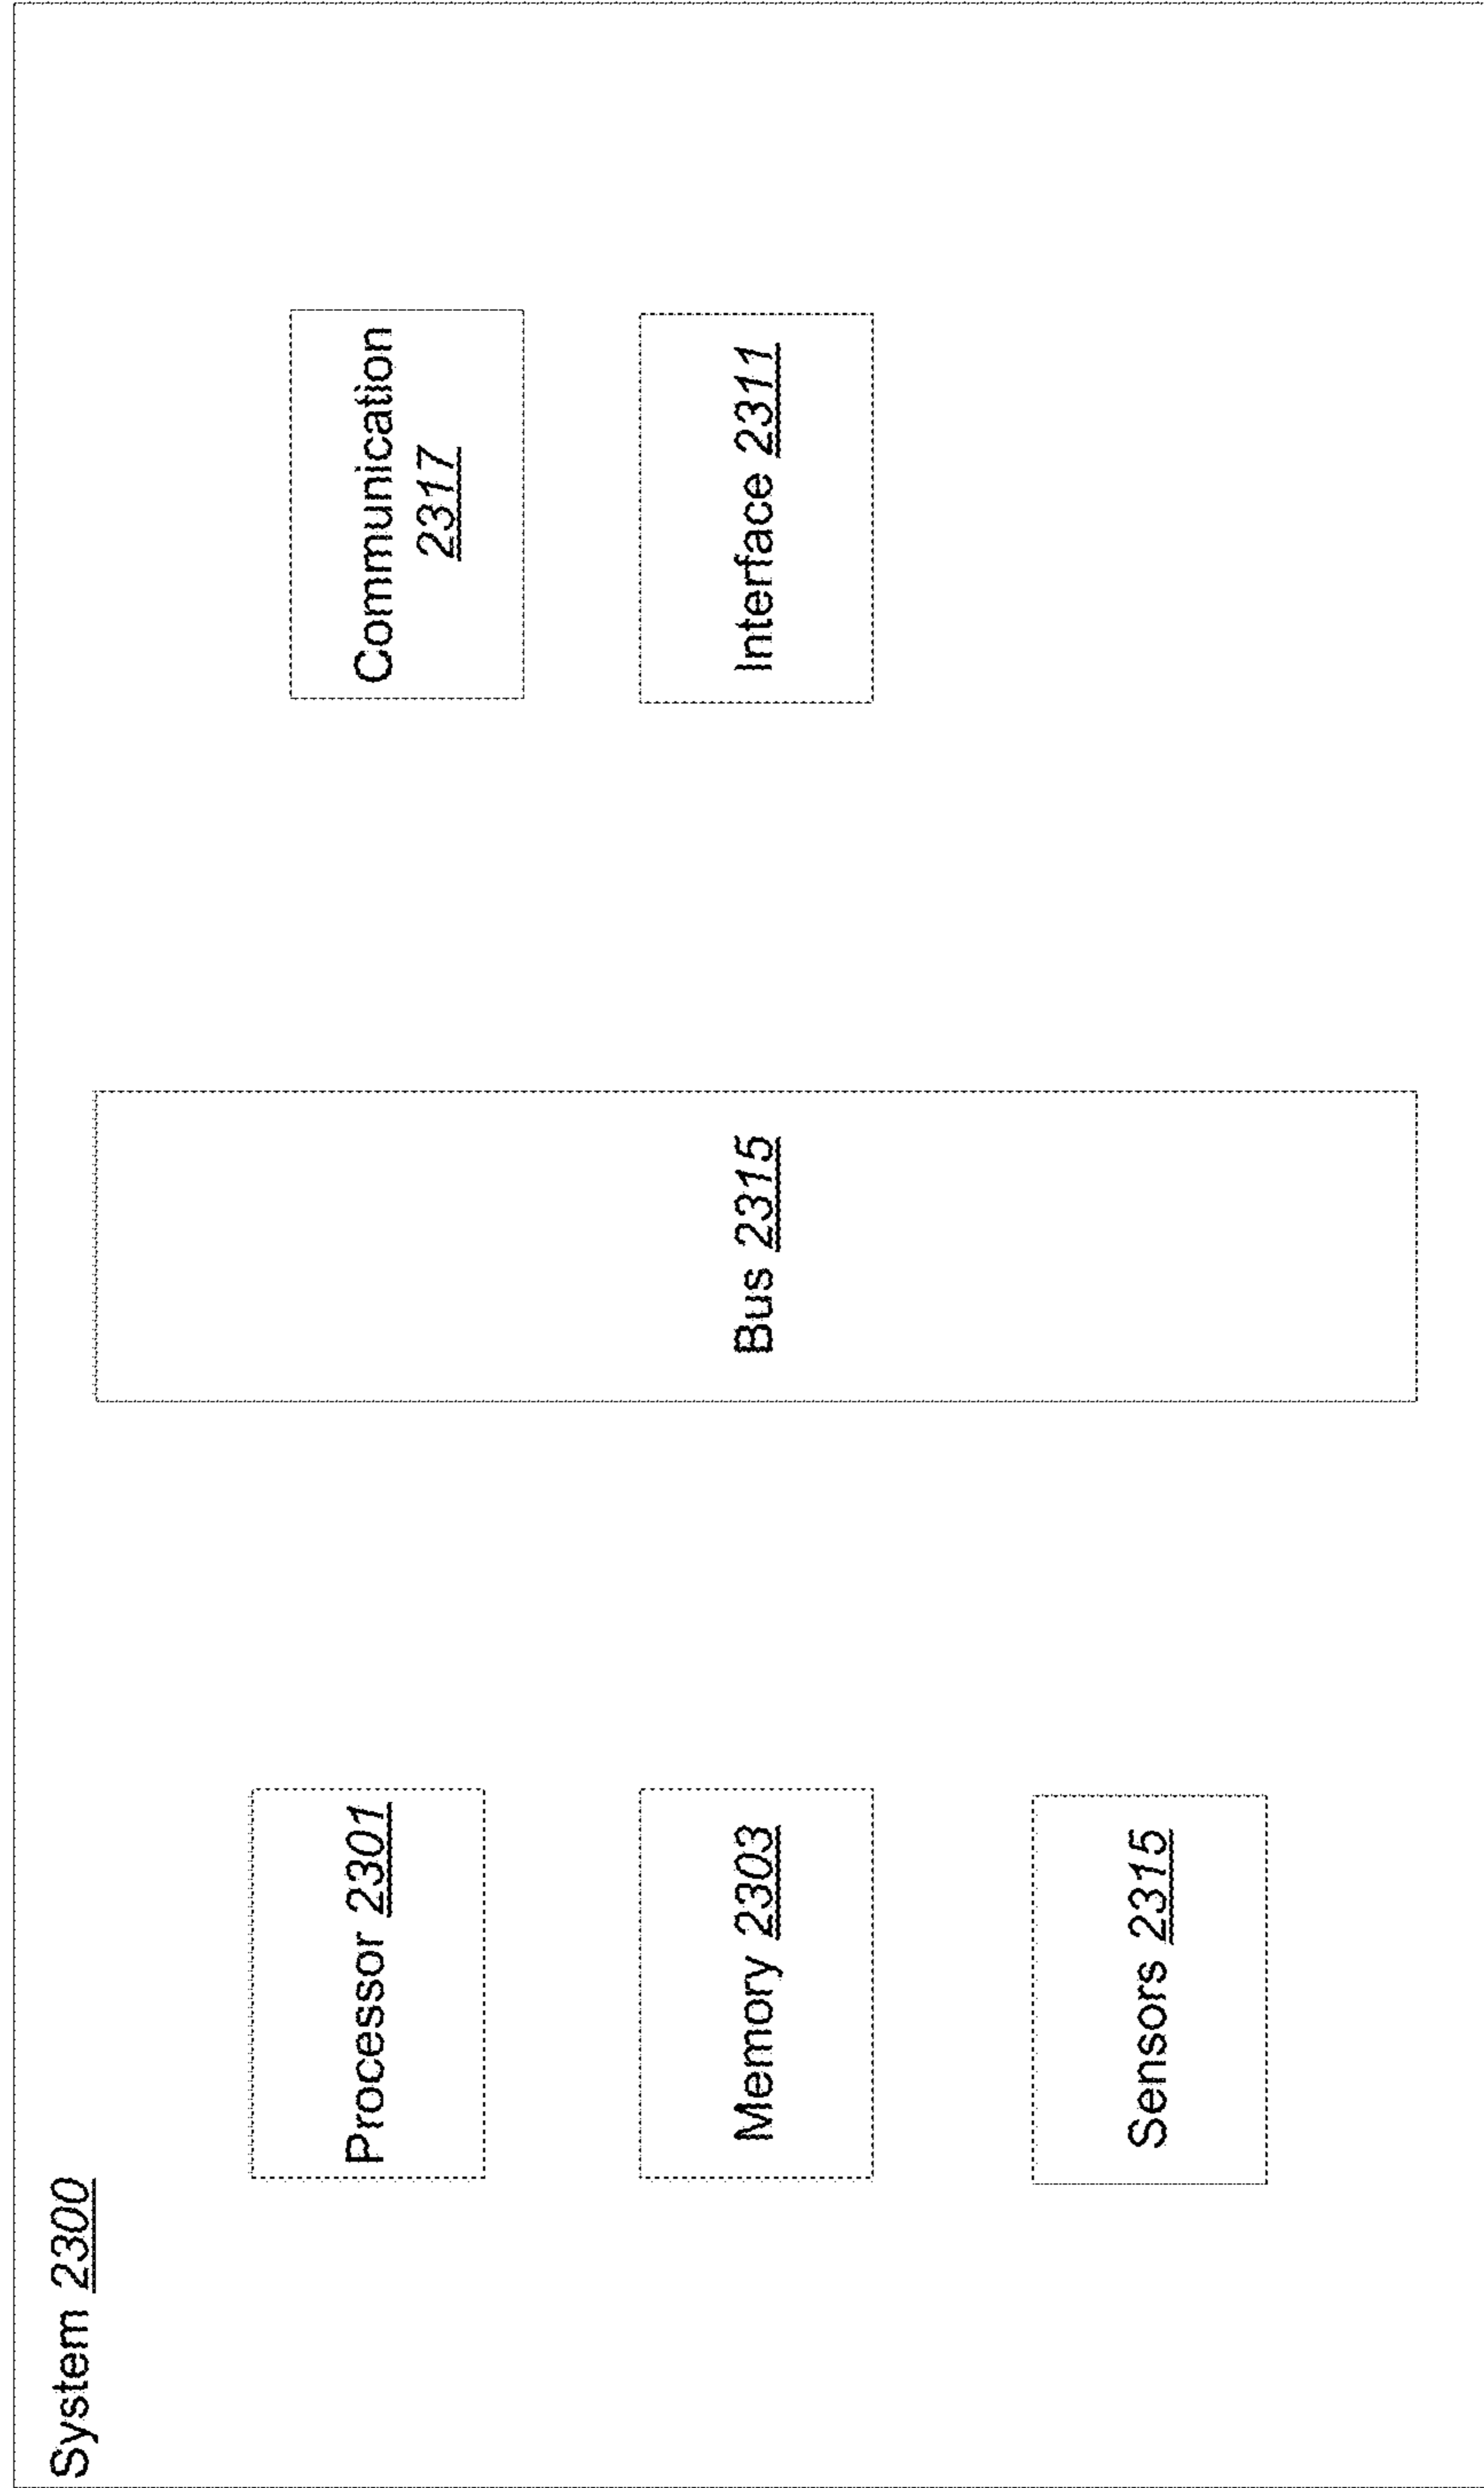 System 2300
Processor 2301
Memory 2303
Sensors 2315
Bus 2315
Communication
2317
Interface 2311